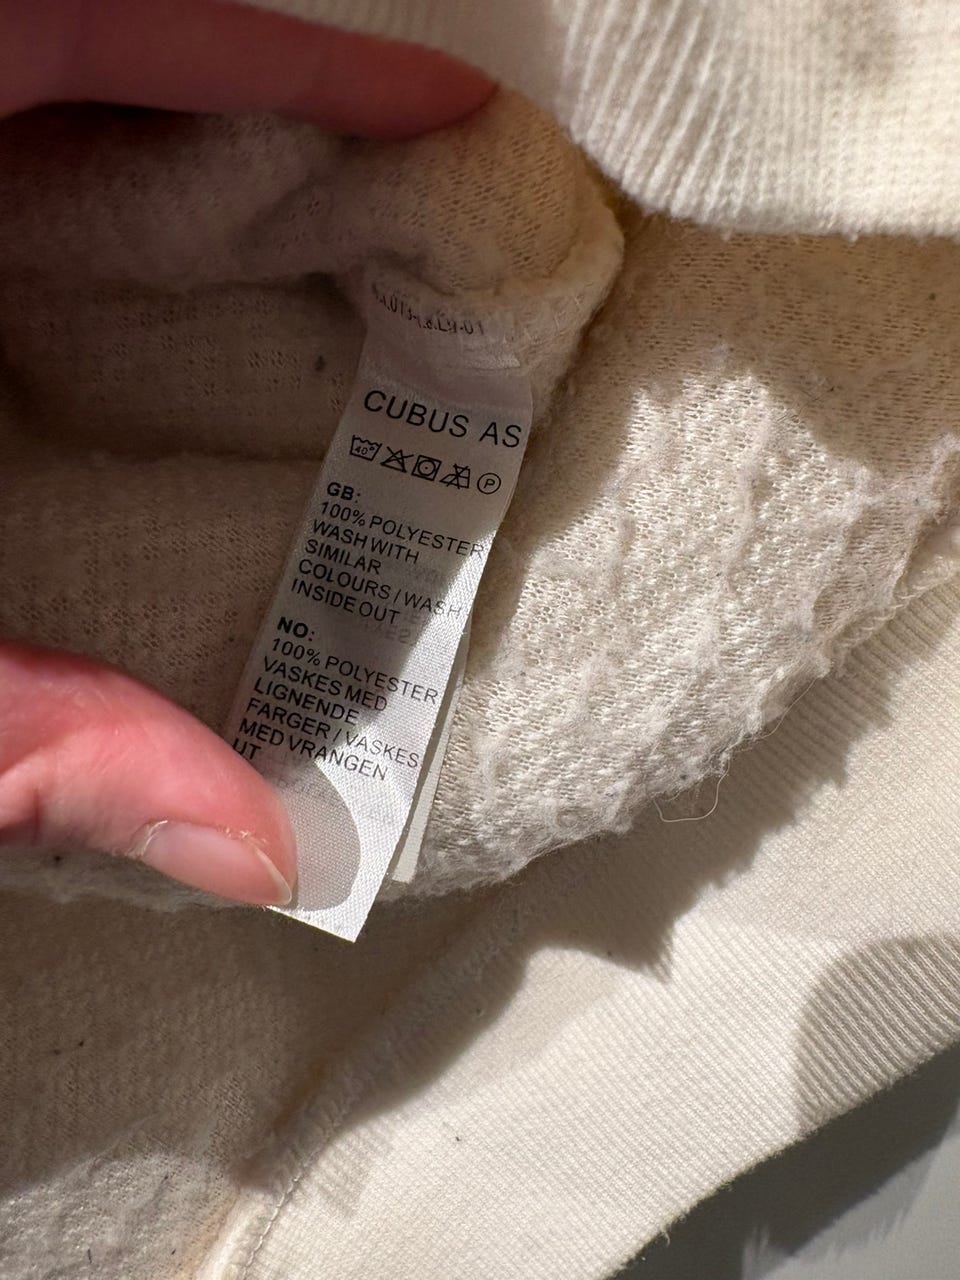 CUBUS AS
40°
P
GB:
100% POLYESTER
WASH WITH
SIMILAR
COLOURS / WASH
INSIDE OUT
NO:
100% POLYESTER
VASKES MED
LIGNENDE
FARGER / VASKES
MED VRANGEN
UT